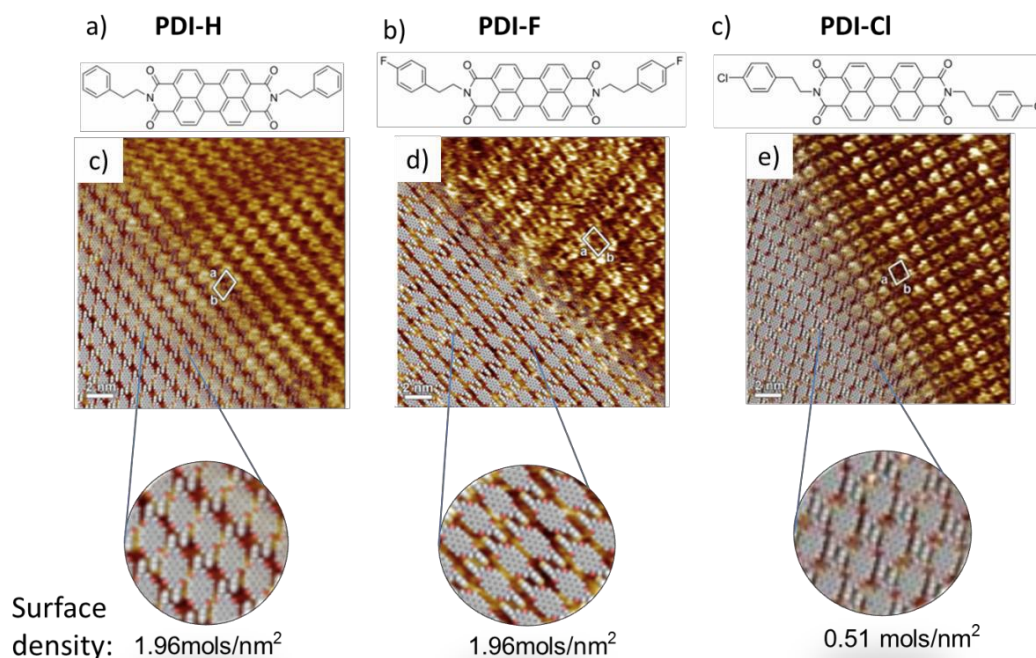 a) PDI-H b) PDI-F c) PDI-Cl
O O N N O O
F O O N N O O F
Cl O O N N O O
c) d) e)
a b a b a b
2 nm 2 nm 2 nm
Surface
density: 1.96mols/nm² 1.96mols/nm² 0.51 mols/nm²